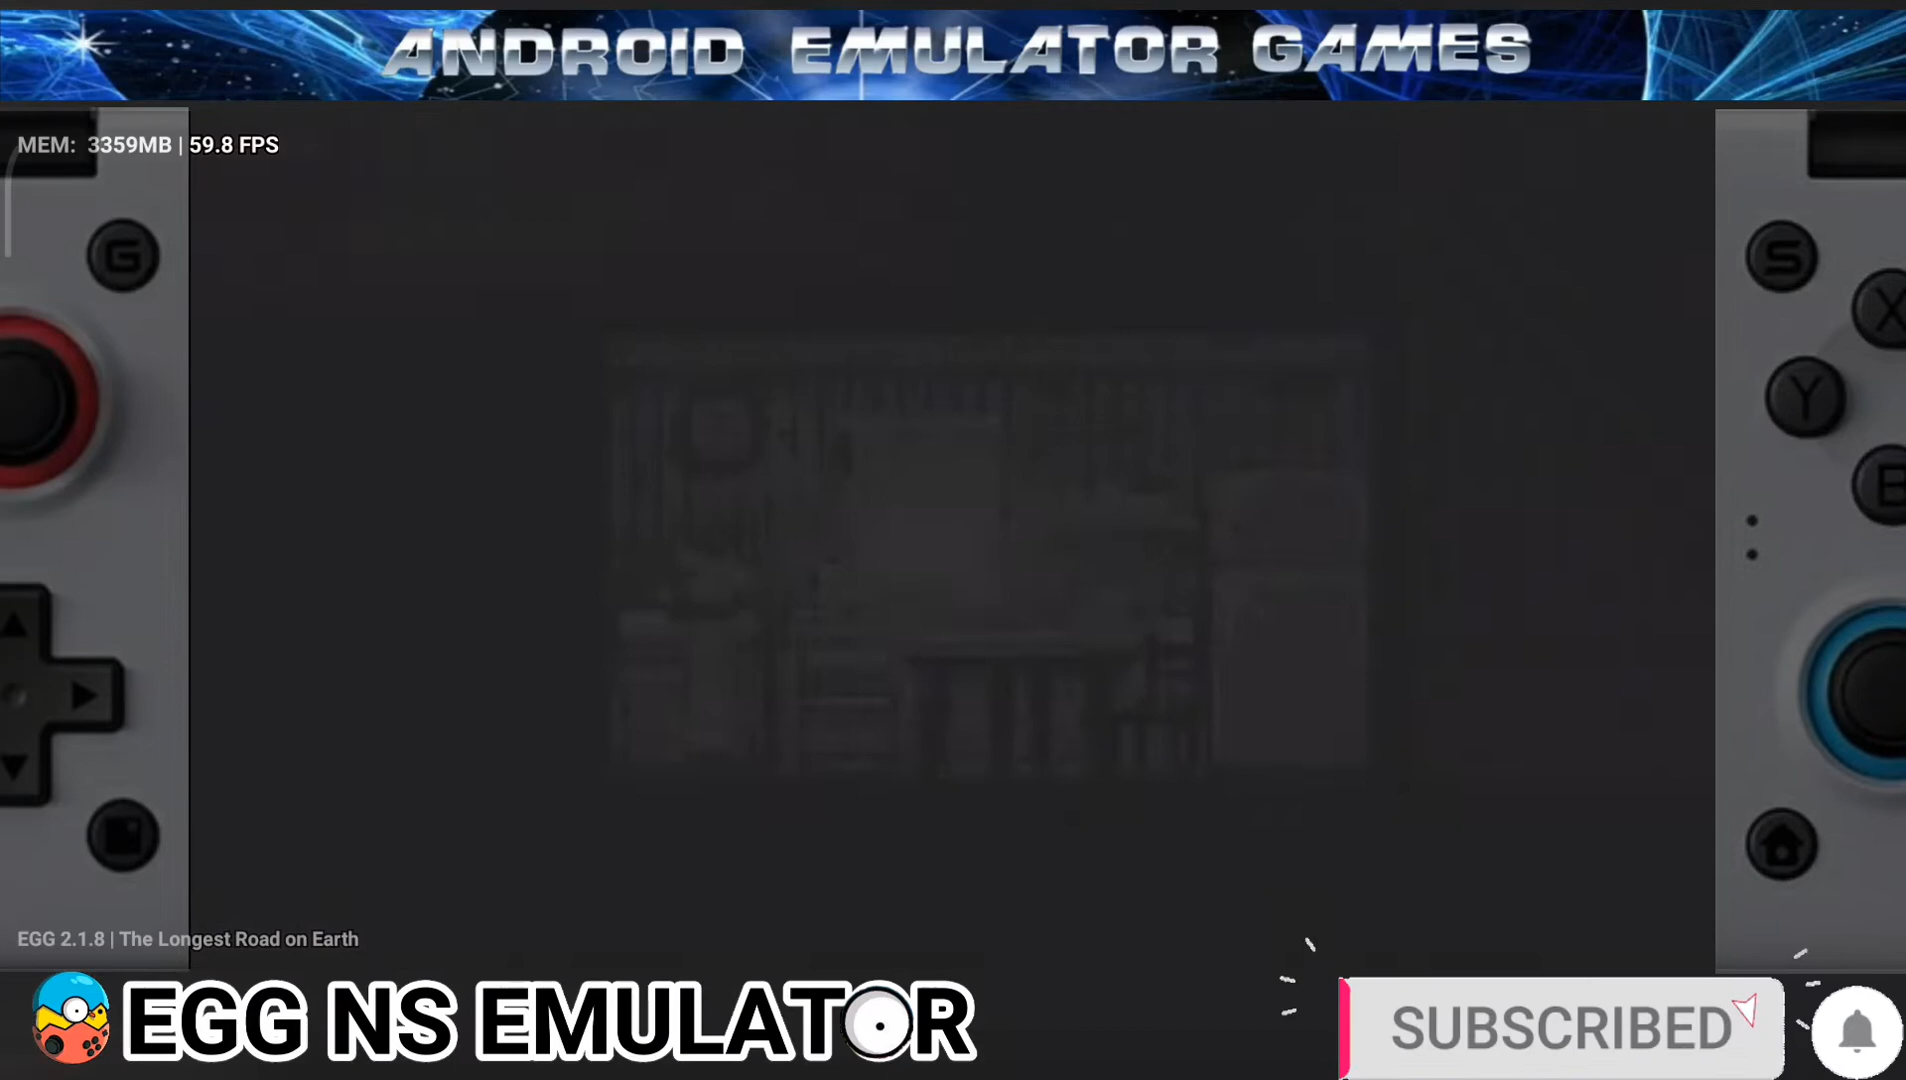 ANDROID EMULATOR GAMES
MEM: 3359MB | 59.8 FPS
G
S
X
Y
B
EGG 2.1.8 | The Longest Road on Earth
EGG NS EMULATOR
SUBSCRIBED